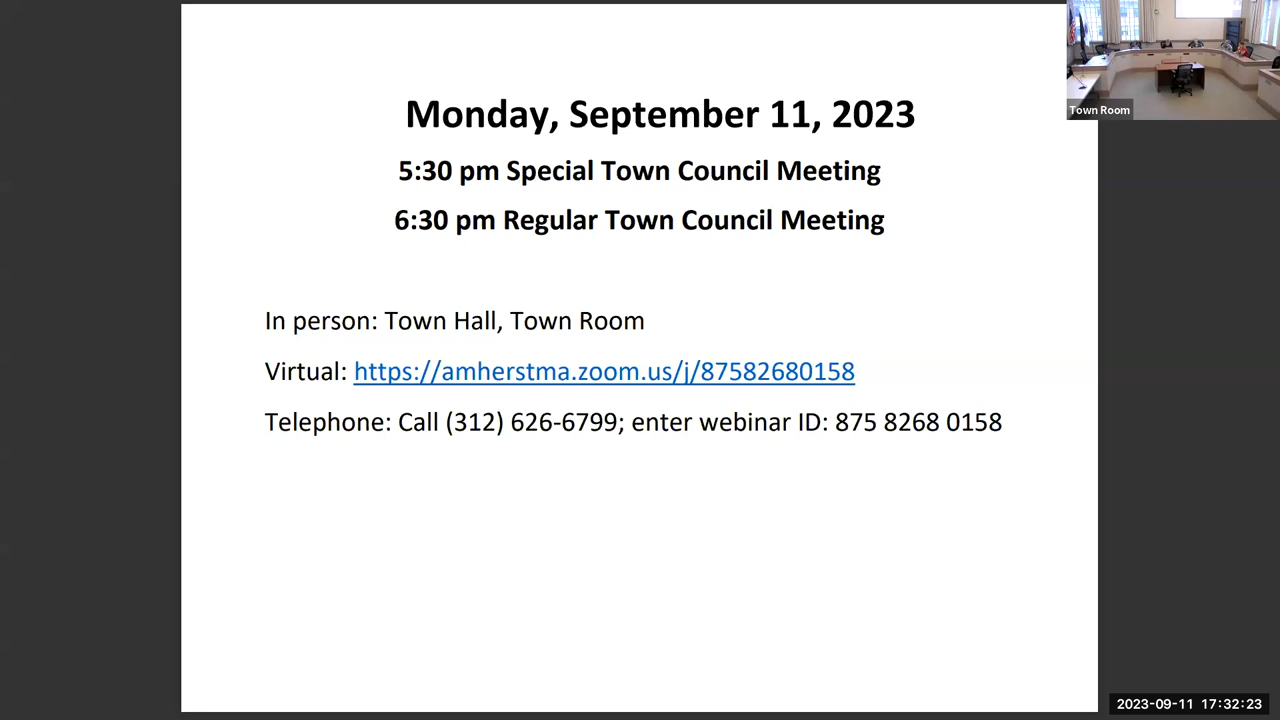 Monday, September 11, 2023
5:30 pm Special Town Council Meeting
6:30 pm Regular Town Council Meeting
In person: Town Hall, Town Room
Virtual: https://amherstma.zoom.us/j/87582680158
Telephone: Call (312) 626-6799; enter webinar ID: 875 8268 0158
Town Room
2023-09-11 17:32:23